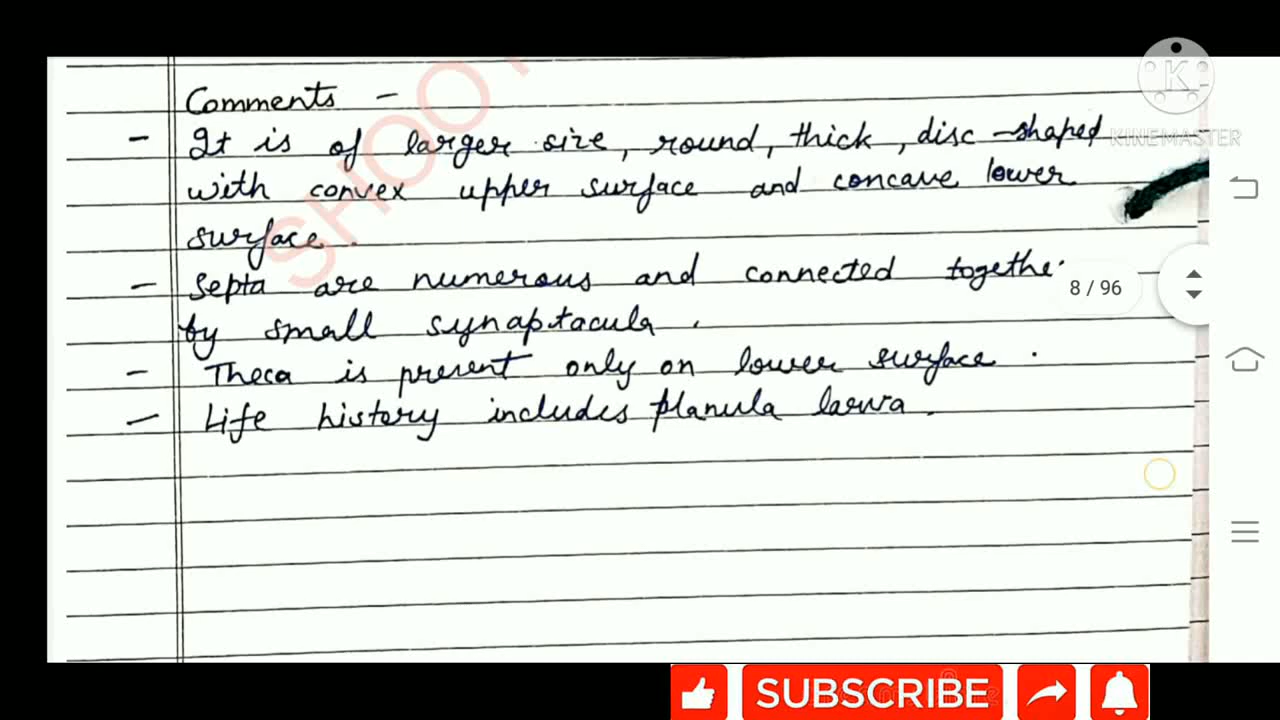 Comments -
- It is of larger size, round, thick, disc-shaped
with convex upper surface and concave lower
surface.
- Septa are numerous and connected togethe
by small synaptacula.
- Theca is present only on lower surface.
- Life history includes planula larva.
SHOOT
K
KINEMASTER
8 / 96
SUBSCRIBE